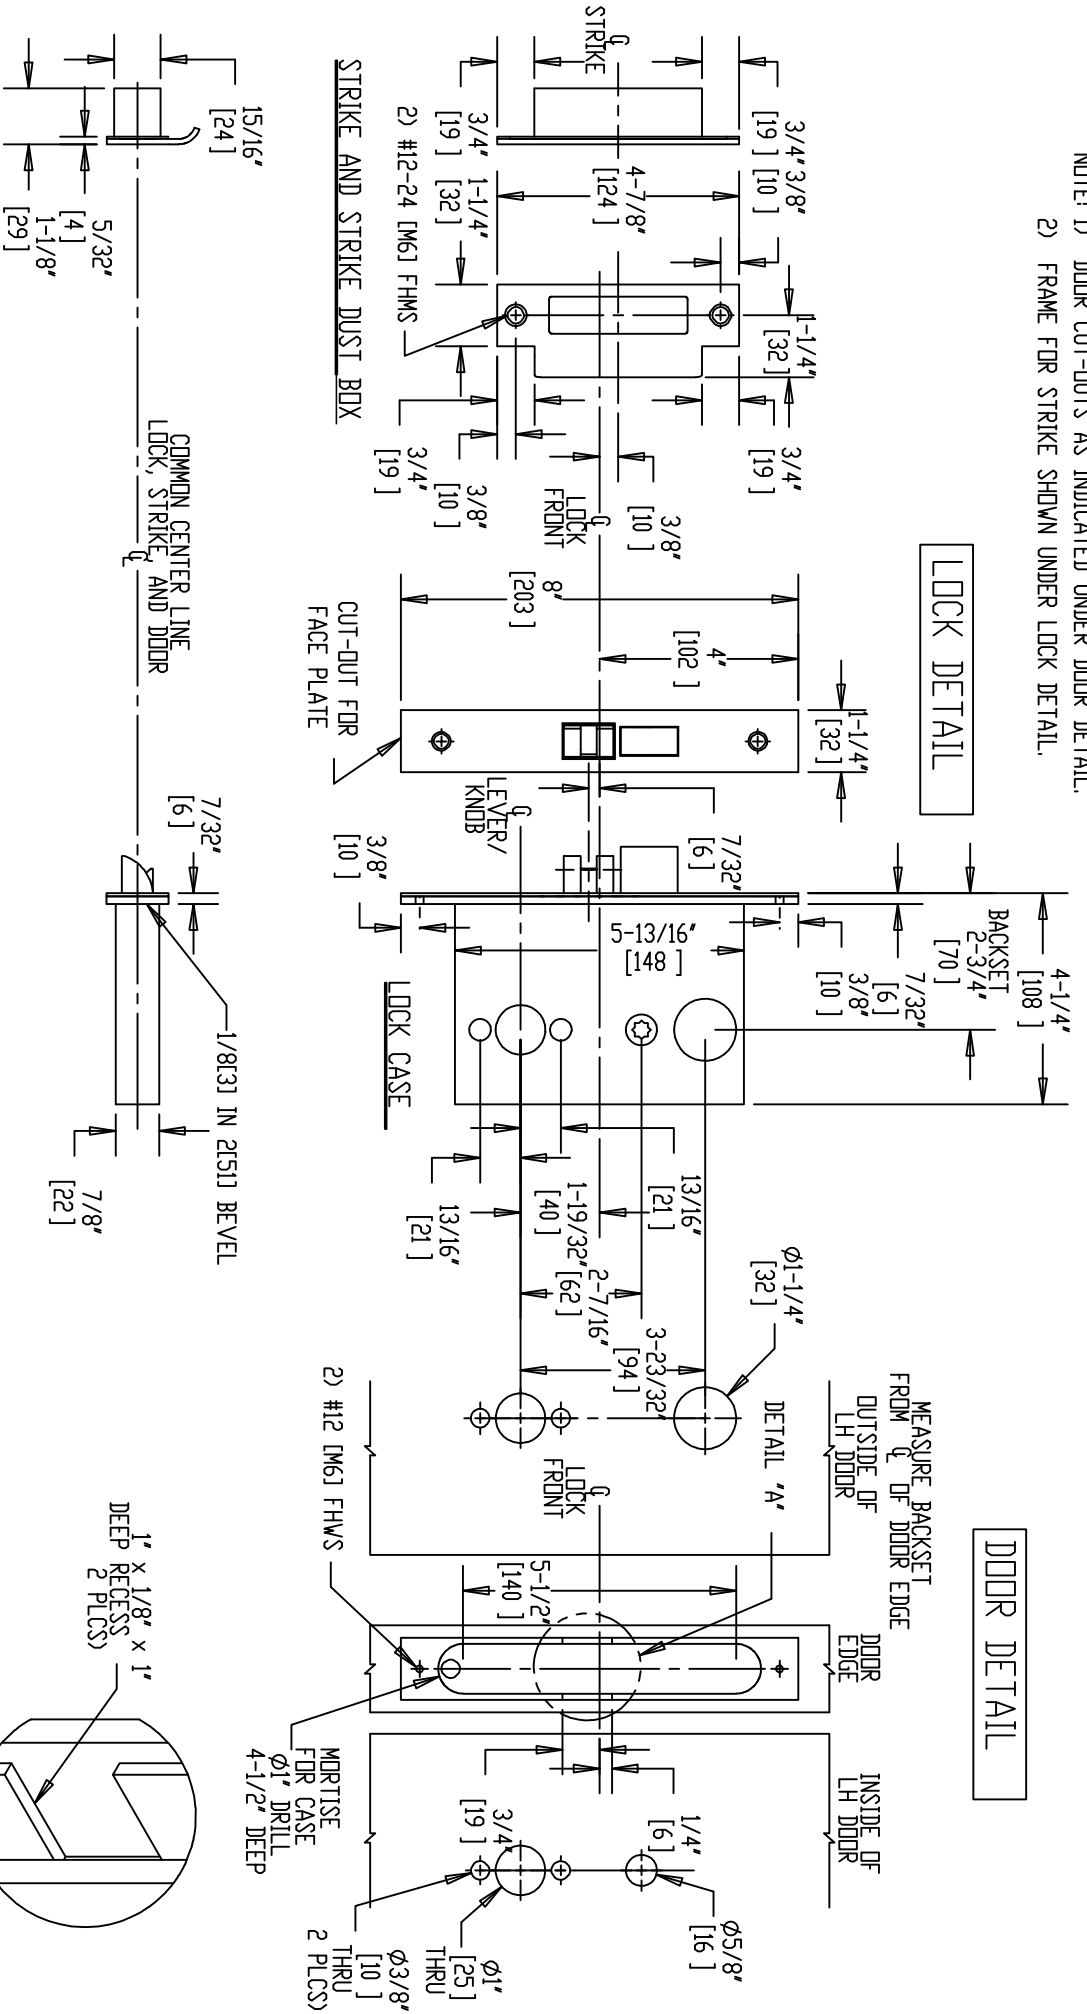 NOTE: 1) DOOR CUT-OUTS AS INDICATED UNDER DOOR DETAIL.
2) FRAME FOR STRIKE SHOWN UNDER LOCK DETAIL.
LOCK DETAIL
DOOR DETAIL
℄
STRIKE
3/4"
[19 ]
3/8"
[10 ]
4-7/8"
[124 ]
3/4"
[19 ]
1-1/4"
[32 ]
2) #12-24 [M6] FHMS
STRIKE AND STRIKE DUST BOX
1-1/4"
[32 ]
3/4"
[19 ]
3/8"
[10 ]
3/8"
[10 ]
3/4"
[19 ]
℄
LOCK
FRONT
8"
[203 ]
4"
[102 ]
1-1/4"
[32 ]
CUT-OUT FOR
FACE PLATE
℄
LEVER/
KNOB
7/32"
[6 ]
3/8"
[10 ]
4-1/4"
[108 ]
BACKSET
2-3/4"
[70 ]
7/32"
[6 ]
3/8"
[10 ]
5-13/16"
[148 ]
LOCK CASE
13/16"
[21 ]
1-19/32"
[40 ]
13/16"
[21 ]
2-7/16"
[62 ]
3-23/32"
[94 ]
Ø1-1/4"
[32 ]
MEASURE BACKSET
FROM ℄ OF DOOR EDGE
OUTSIDE OF
LH DOOR
DETAIL "A"
℄
LOCK
FRONT
2) #12 [M6] FHWS
5-1/2"
[140 ]
DOOR
EDGE
INSIDE OF
LH DOOR
MORTISE
FOR CASE
Ø1" DRILL
4-1/2" DEEP
1/4"
[6 ]
3/4"
[19 ]
Ø5/8"
[16 ]
Ø1"
[25]
THRU
Ø3/8"
[10 ]
THRU
2 PLCS)
15/16"
[24 ]
5/32"
[4 ]
1-1/8"
[29 ]
COMMON CENTER LINE
LOCK, STRIKE, AND DOOR
℄
7/32"
[6 ]
1/8[3] IN 2[51] BEVEL
7/8"
[22 ]
1" x 1/8" x 1"
DEEP RECESS
2 PLCS)